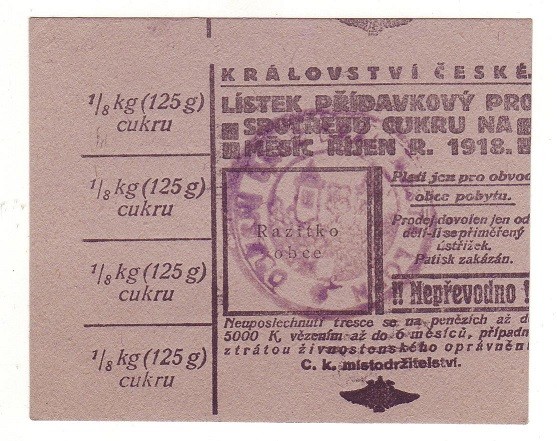 KRÁLOVSTVÍ ČESKÉ.
LÍSTEK PŘÍDAVKOVÝ PRO
SPOTŘEBU CUKRU NA
MĚSÍC ŘÍJEN R. 1918.
1/8 kg (125 g)
cukru
1/8 kg (125 g)
cukru
1/8 kg (125 g)
cukru
1/8 kg (125 g)
cukru
Razítko
obce
Platí jen pro obvod
obce pobytu.
Prodej dovolen jen od-
dělí-li se přiměřený
ústřižek.
Patisk zakázán.
!! Nepřevodno !
Neuposlechnutí tresce se na penězích až d
5000 K, vězením až do 6 měsíců, případn
ztrátou živnostenského oprávněn
C. k. místodržitelství.